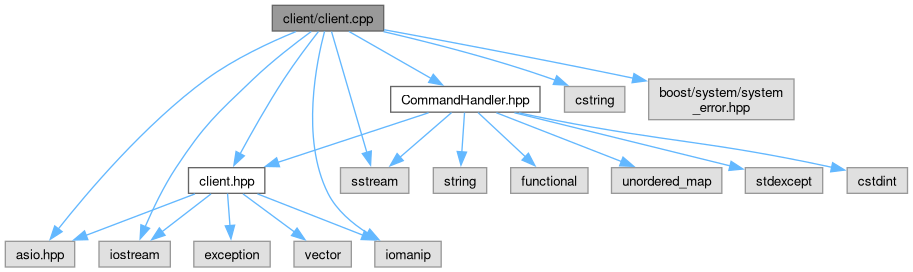 client/client.cpp
CommandHandler.hpp
cstring
boost/system/system
_error.hpp
client.hpp
sstream
string
functional
unordered_map
stdexcept
cstdint
asio.hpp
iostream
exception
vector
iomanip